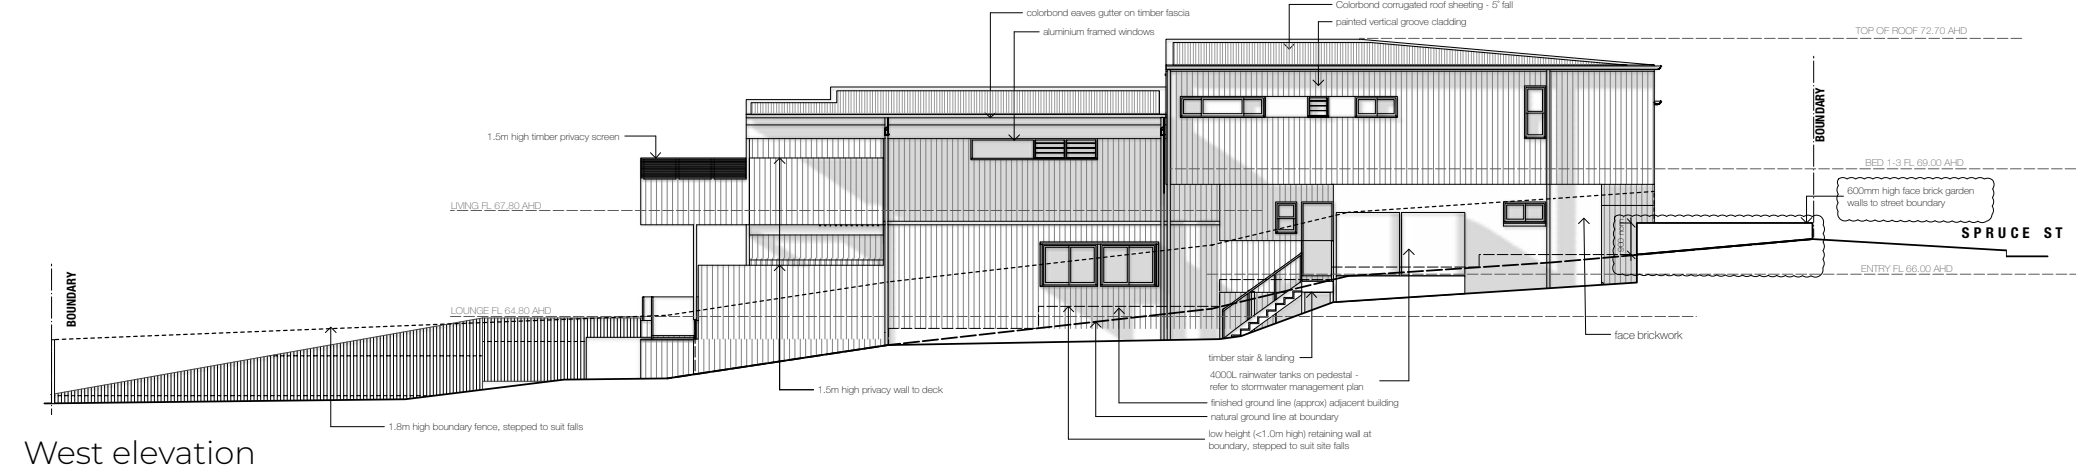 Colorbond corrugated roof sheeting - 5° fall
colorbond eaves gutter on timber fascia
painted vertical groove cladding
aluminium framed windows
TOP OF ROOF 72.70 AHD
BOUNDARY
1.5m high timber privacy screen
BED 1-3 FL 69.00 AHD
600mm high face brick garden
walls to street boundary
LIVING FL 67.80 AHD
SPRUCE ST
ENTRY FL 66.00 AHD
BOUNDARY
LOUNGE FL 64.80 AHD
face brickwork
timber stair & landing
4000L rainwater tanks on pedestal -
refer to stormwater management plan
1.5m high privacy wall to deck
finished ground line (approx) adjacent building
natural ground line at boundary
1.8m high boundary fence, stepped to suit falls
low height (<1.0m high) retaining wall at
boundary, stepped to suit site falls
West elevation